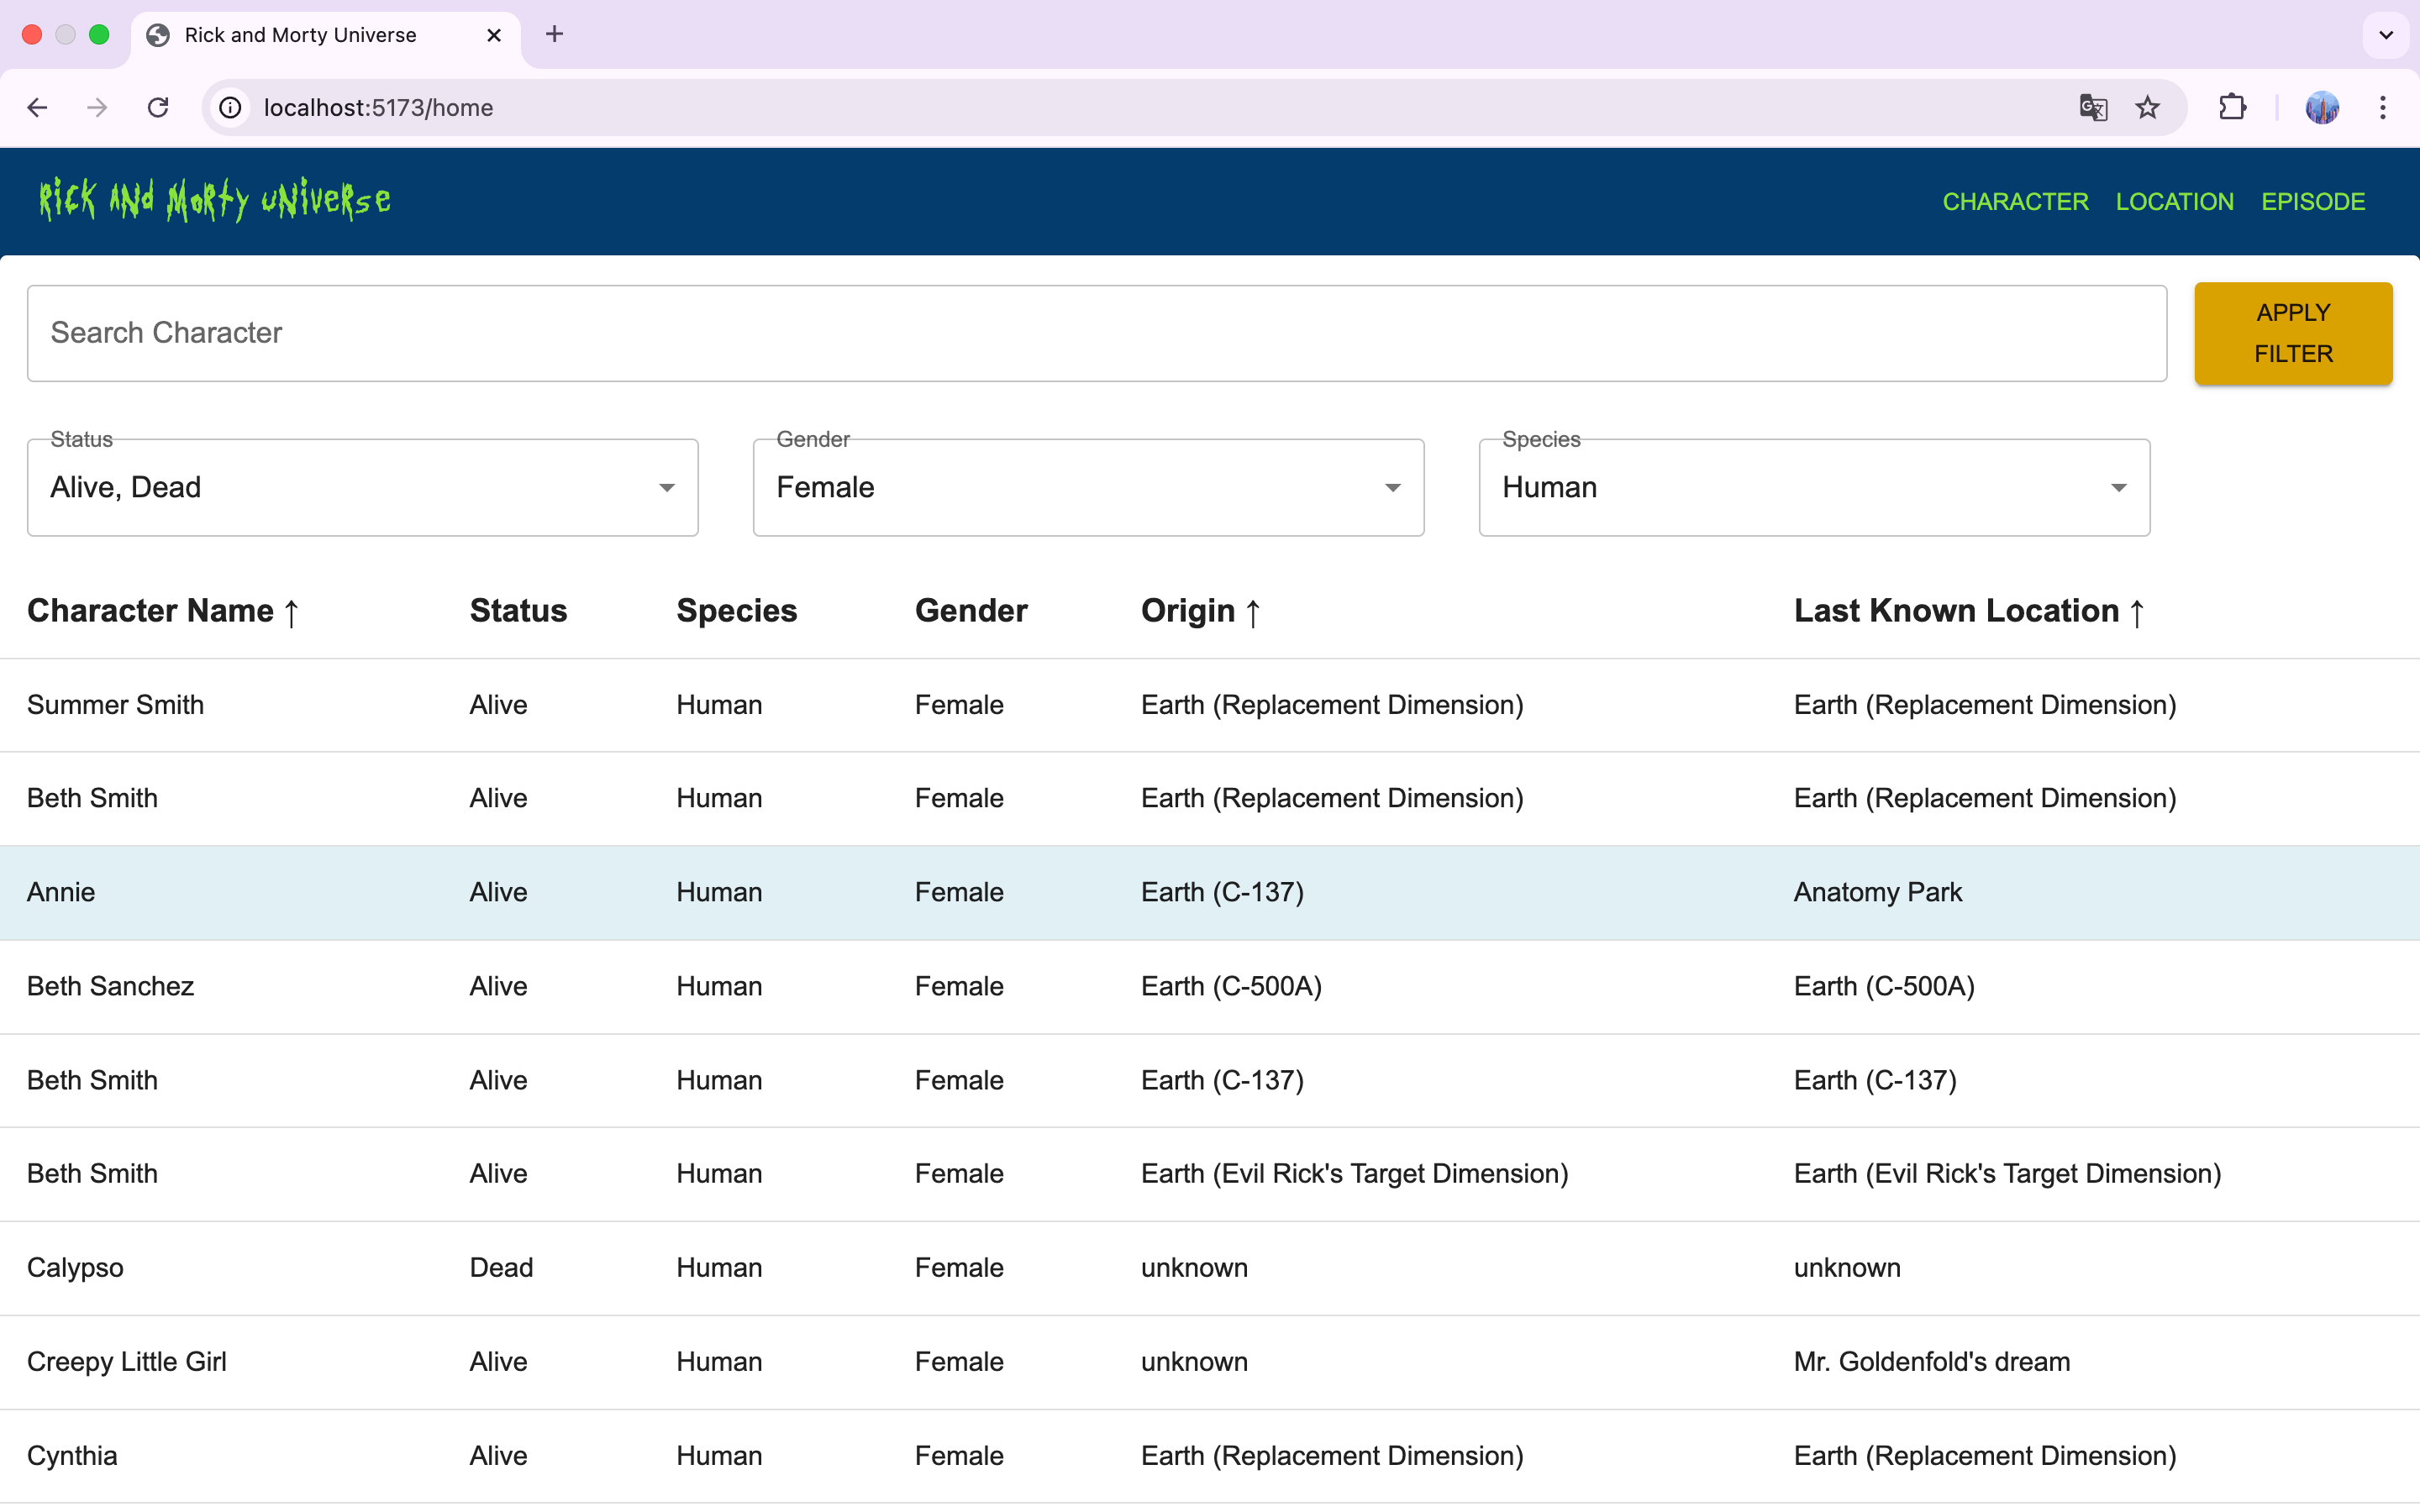 Rick and Morty Universe
localhost:5173/home
Rick and Morty Universe
CHARACTER LOCATION EPISODE
Search Character
APPLY
FILTER
Status Gender Species
Alive, Dead Female Human
Character Name ↑ Status Species Gender Origin ↑ Last Known Location ↑
Summer Smith Alive Human Female Earth (Replacement Dimension) Earth (Replacement Dimension)
Beth Smith Alive Human Female Earth (Replacement Dimension) Earth (Replacement Dimension)
Annie Alive Human Female Earth (C-137) Anatomy Park
Beth Sanchez Alive Human Female Earth (C-500A) Earth (C-500A)
Beth Smith Alive Human Female Earth (C-137) Earth (C-137)
Beth Smith Alive Human Female Earth (Evil Rick's Target Dimension) Earth (Evil Rick's Target Dimension)
Calypso Dead Human Female unknown unknown
Creepy Little Girl Alive Human Female unknown Mr. Goldenfold's dream
Cynthia Alive Human Female Earth (Replacement Dimension) Earth (Replacement Dimension)